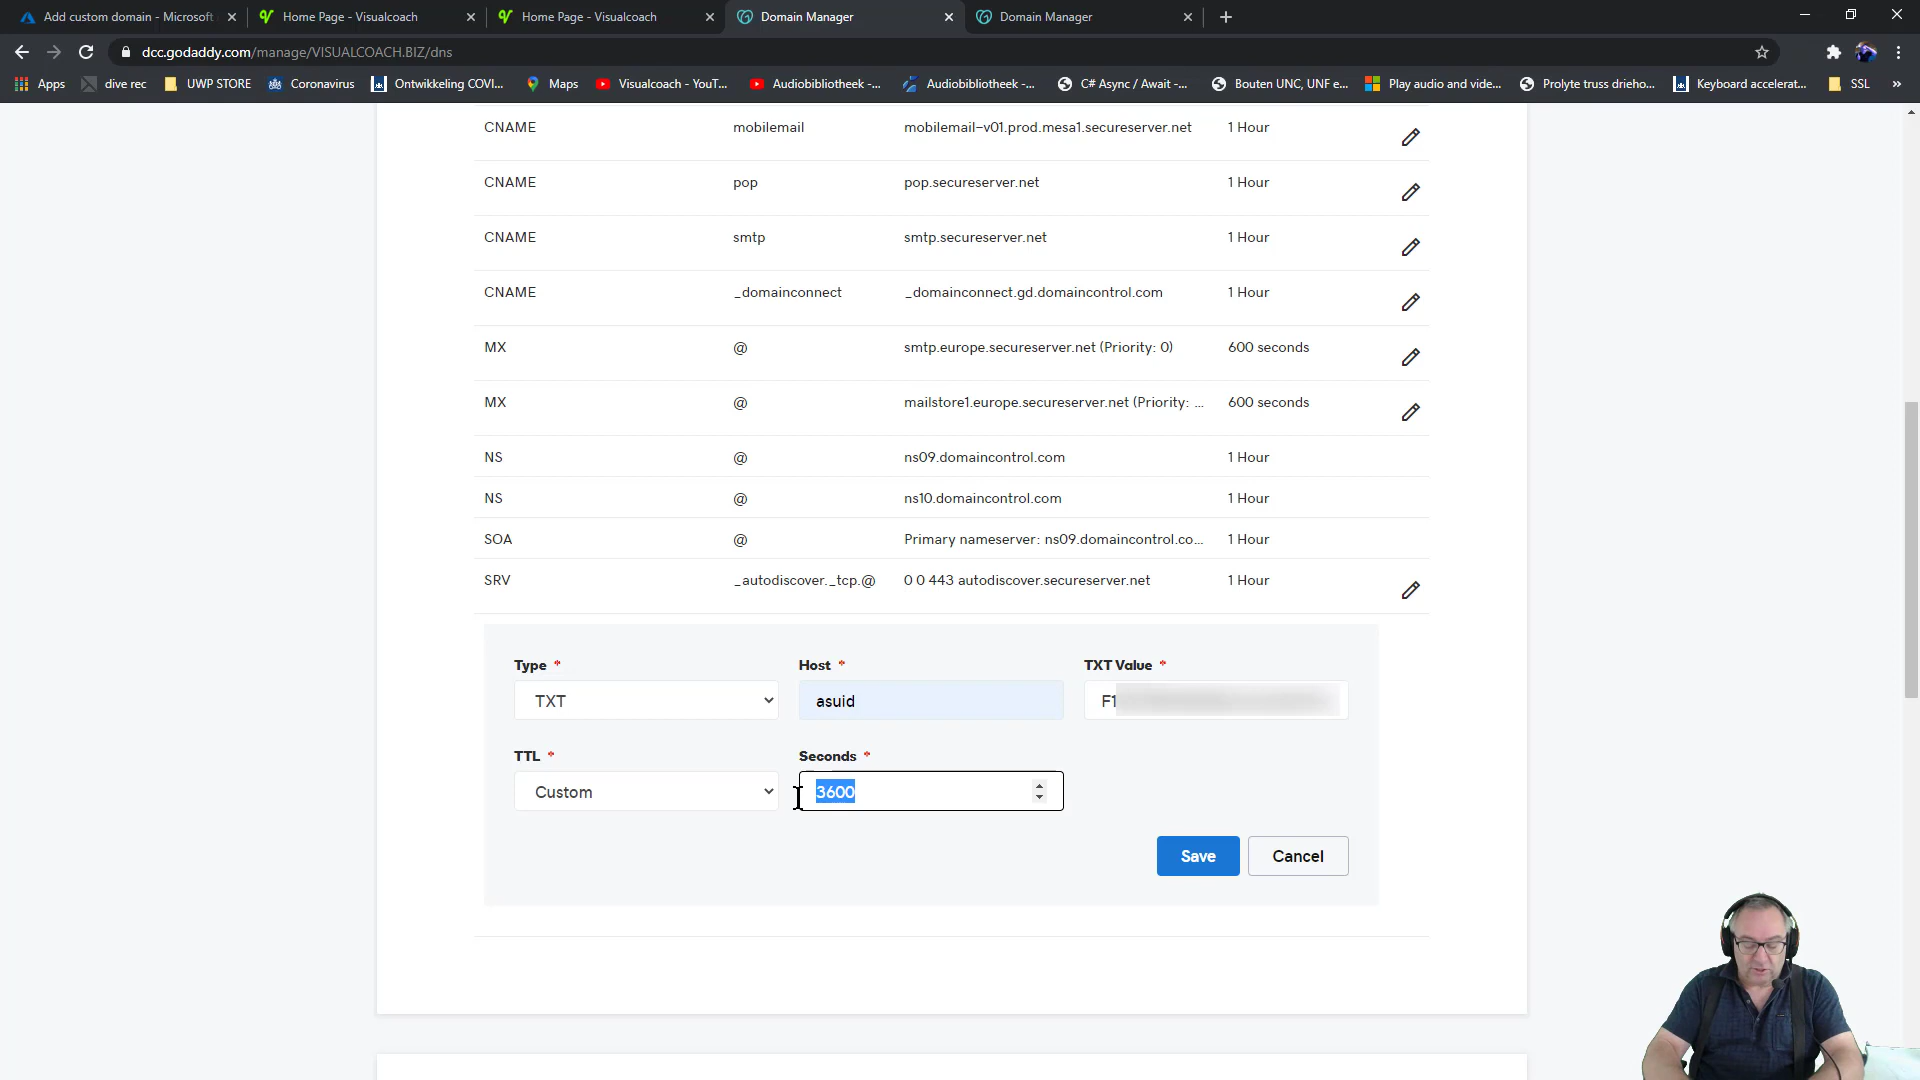 Add custom domain - Microsoft
Home Page - Visualcoach
Home Page - Visualcoach
Domain Manager
Domain Manager
dcc.godaddy.com/manage/VISUALCOACH.BIZ/dns
Apps
dive rec
UWP STORE
Coronavirus
Ontwikkeling COVI...
Maps
Visualcoach - YouT...
Audiobibliotheek -...
Audiobibliotheek -...
C# Async / Await -...
Bouten UNC, UNF e...
Play audio and vide...
Prolyte truss drieho...
Keyboard accelerat...
SSL
»
CNAME mobilemail mobilemail-v01.prod.mesa1.secureserver.net 1 Hour
CNAME pop pop.secureserver.net 1 Hour
CNAME smtp smtp.secureserver.net 1 Hour
CNAME _domainconnect _domainconnect.gd.domaincontrol.com 1 Hour
MX @ smtp.europe.secureserver.net (Priority: 0) 600 seconds
MX @ mailstore1.europe.secureserver.net (Priority: ... 600 seconds
NS @ ns09.domaincontrol.com 1 Hour
NS @ ns10.domaincontrol.com 1 Hour
SOA @ Primary nameserver: ns09.domaincontrol.co... 1 Hour
SRV _autodiscover._tcp.@ 0 0 443 autodiscover.secureserver.net 1 Hour
Type * Host * TXT Value *
TXT asuid F1
TTL * Seconds *
Custom 3600
Save Cancel